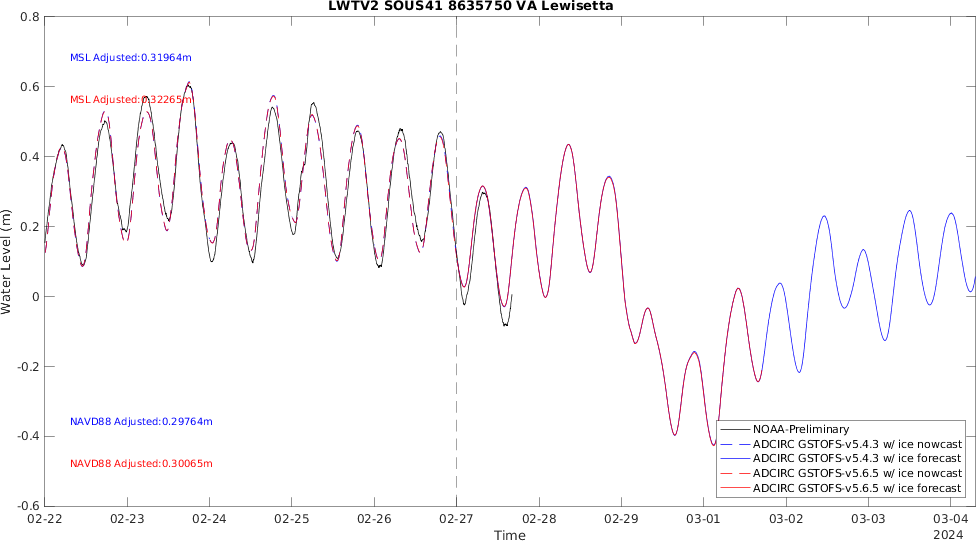 LWTV2 SOUS41 8635750 VA Lewisetta
Water Level (m)
0.8
0.6
0.4
0.2
0
-0.2
-0.4
-0.6
MSL Adjusted:0.31964m
MSL Adjusted:0.32265m
NAVD88 Adjusted:0.29764m
NAVD88 Adjusted:0.30065m
NOAA-Preliminary
ADCIRC GSTOFS-v5.4.3 w/ ice nowcast
ADCIRC GSTOFS-v5.4.3 w/ ice forecast
ADCIRC GSTOFS-v5.6.5 w/ ice nowcast
ADCIRC GSTOFS-v5.6.5 w/ ice forecast
02-22 02-23 02-24 02-25 02-26 02-27 02-28 02-29 03-01 03-02 03-03 03-04
Time 2024